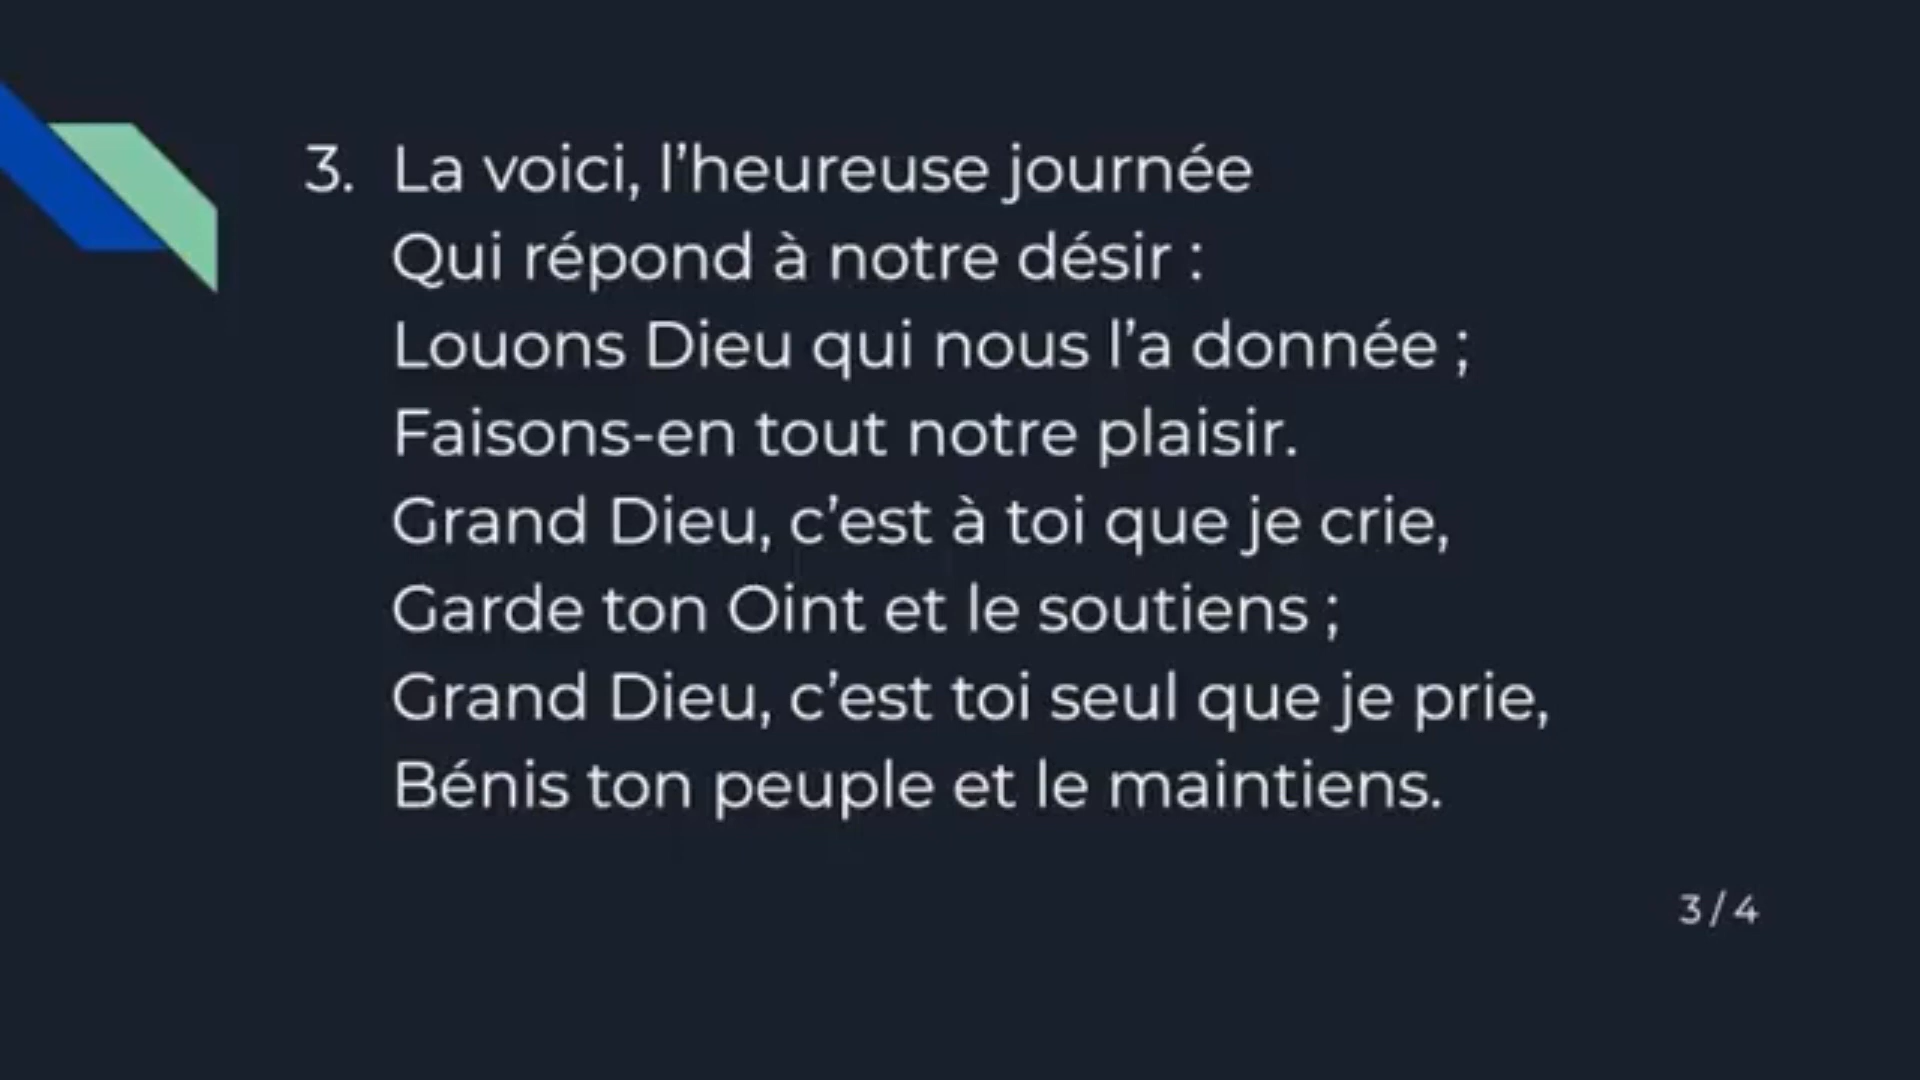 3. La voici, l’heureuse journée
Qui répond à notre désir :
Louons Dieu qui nous l’a donnée ;
Faisons-en tout notre plaisir.
Grand Dieu, c’est à toi que je crie,
Garde ton Oint et le soutiens ;
Grand Dieu, c’est toi seul que je prie,
Bénis ton peuple et le maintiens.
3 / 4